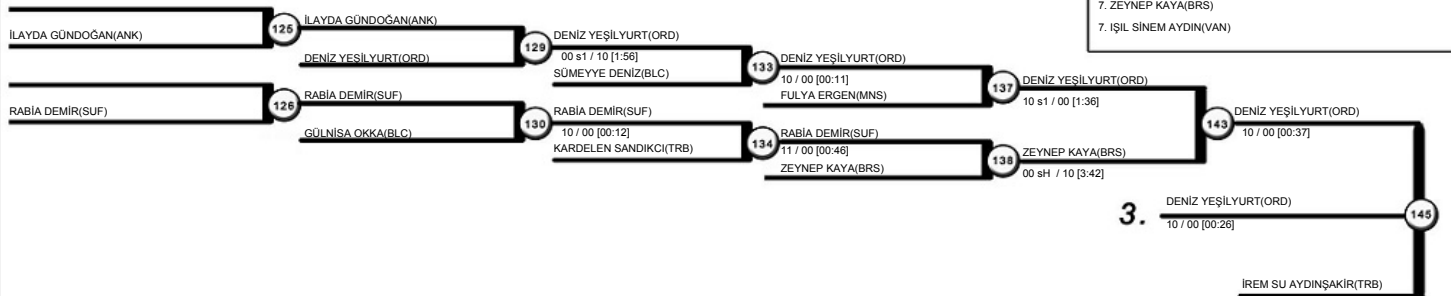 7. ZEYNEP KAYA(BRS)
7. IŞIL SİNEM AYDIN(VAN)
İLAYDA GÜNDOĞAN(ANK)
125
İLAYDA GÜNDOĞAN(ANK)
DENİZ YEŞİLYURT(ORD)
129
DENİZ YEŞİLYURT(ORD)
00 s1 / 10 [1:56]
SÜMEYYE DENİZ(BLC)
133
DENİZ YEŞİLYURT(ORD)
10 / 00 [00:11]
FULYA ERGEN(MNS)
137
DENİZ YEŞİLYURT(ORD)
10 s1 / 00 [1:36]
RABİA DEMİR(SUF)
126
RABİA DEMİR(SUF)
GÜLNİSA OKKA(BLC)
130
RABİA DEMİR(SUF)
10 / 00 [00:12]
KARDELEN SANDIKCI(TRB)
134
RABİA DEMİR(SUF)
11 / 00 [00:46]
ZEYNEP KAYA(BRS)
138
ZEYNEP KAYA(BRS)
00 sH / 10 [3:42]
143
DENİZ YEŞİLYURT(ORD)
10 / 00 [00:37]
3.
DENİZ YEŞİLYURT(ORD)
10 / 00 [00:26]
145
İREM SU AYDINŞAKİR(TRB)